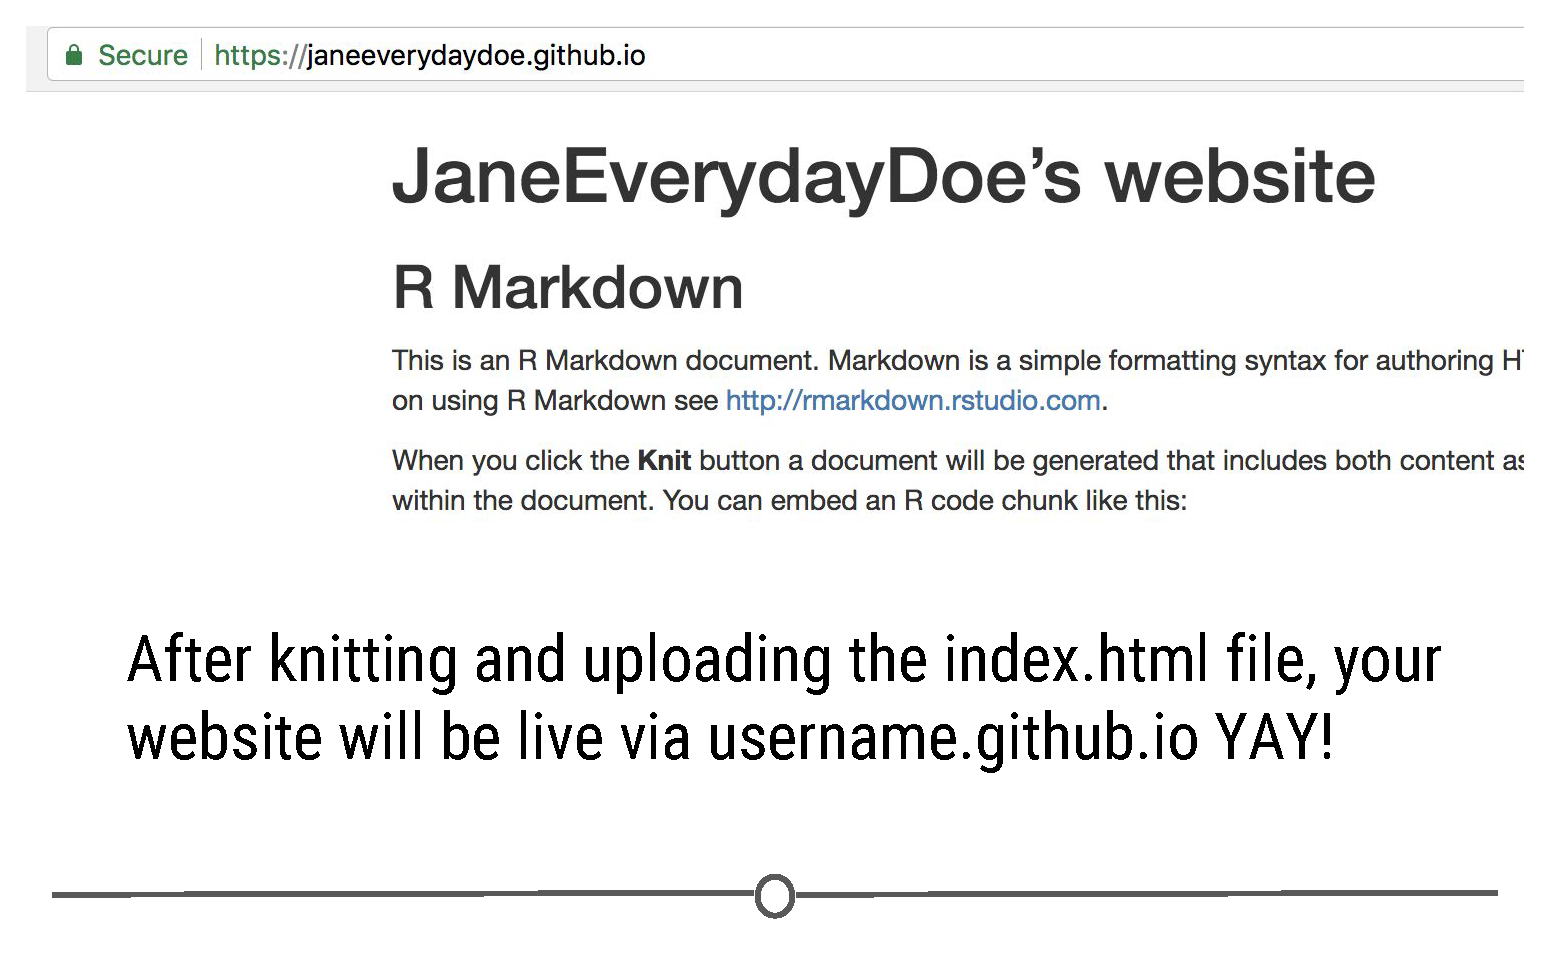 Secure https://janeeverydaydoe.github.io
JaneEverydayDoe’s website
R Markdown
This is an R Markdown document. Markdown is a simple formatting syntax for authoring
on using R Markdown see http://rmarkdown.rstudio.com.
When you click the Knit button a document will be generated that includes both content as
within the document. You can embed an R code chunk like this:
After knitting and uploading the index.html file, your
website will be live via username.github.io YAY!